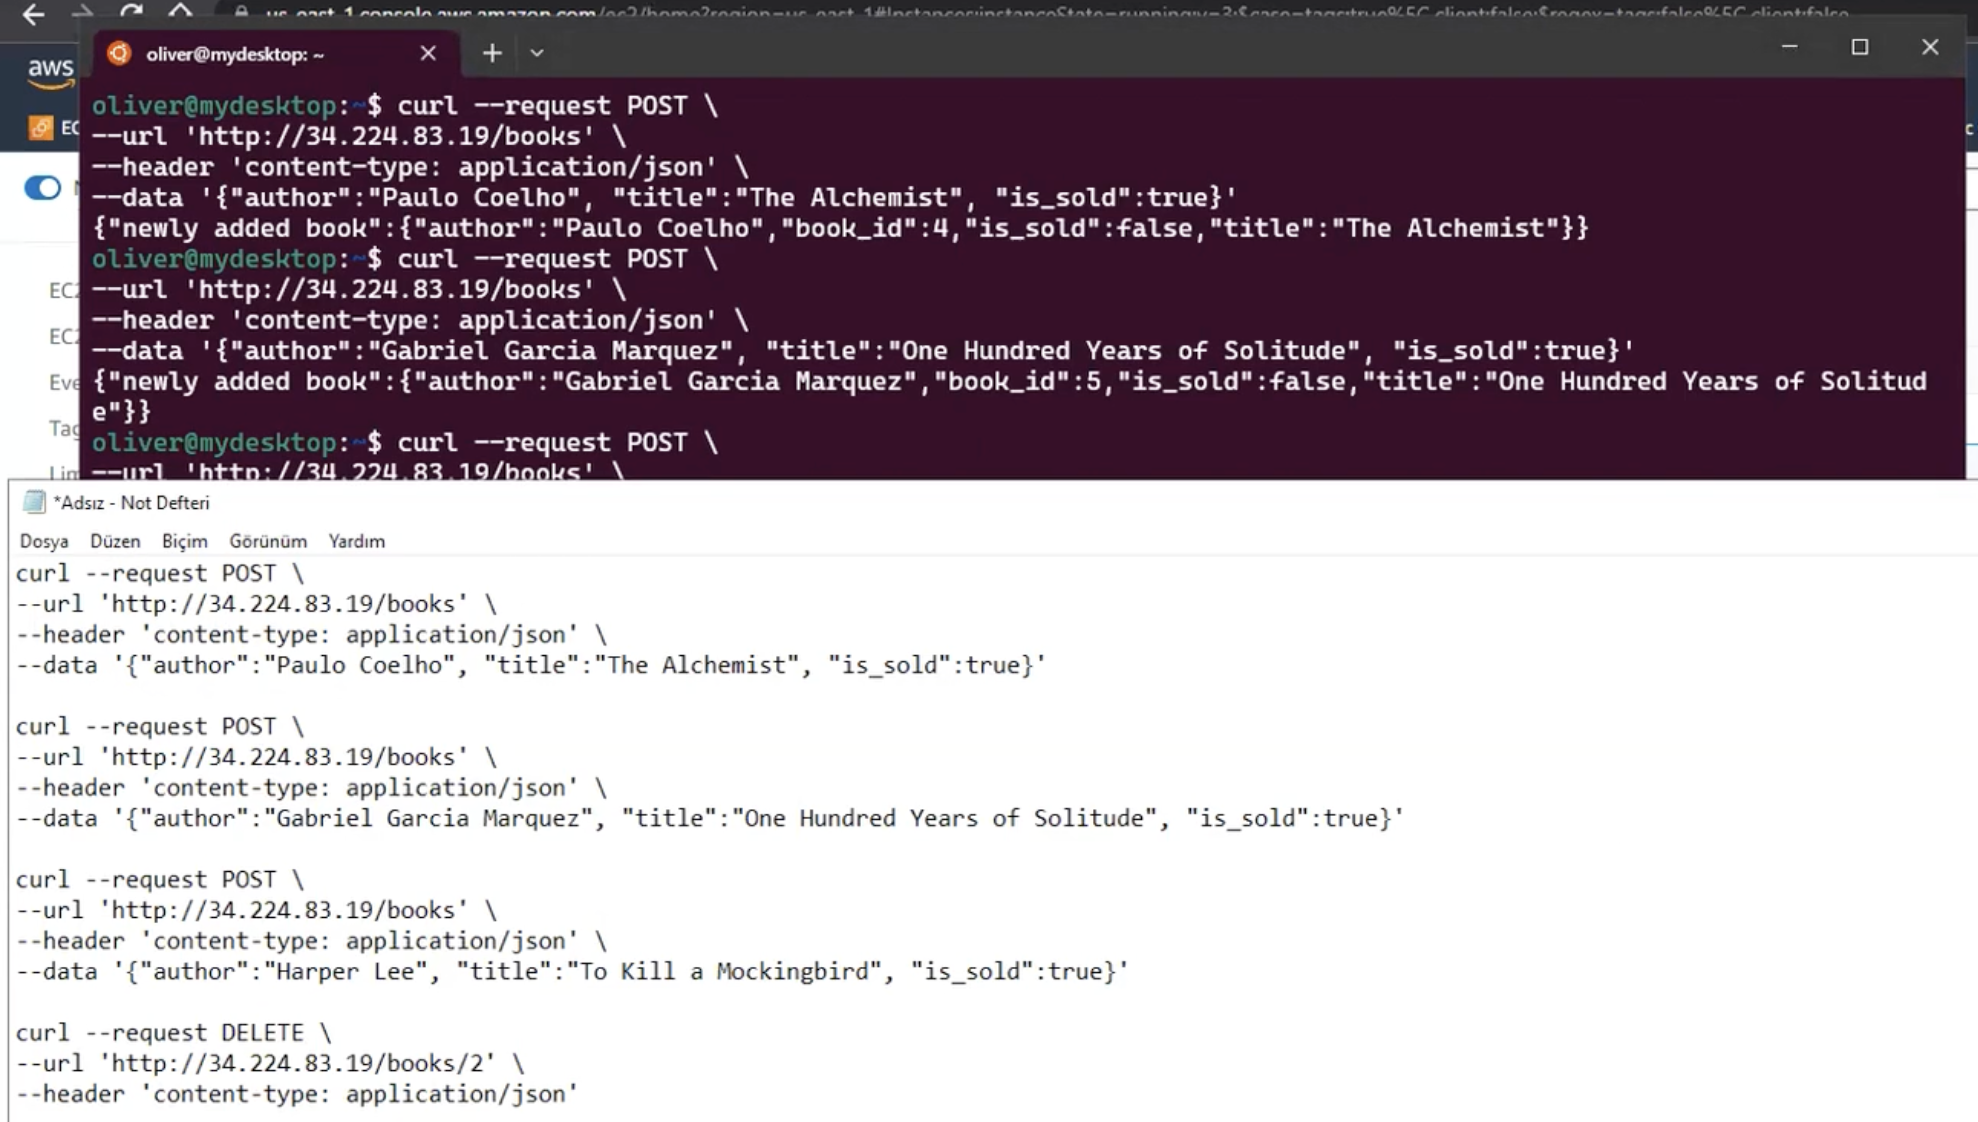 us-east-1.console.aws.amazon.com/ec2/home?region=us-east-1#Instances:instanceState=running;v=3;$case=tags:true%5C,client:false;$regex=tags:false%5C,client:false
aws
oliver@mydesktop: ~
oliver@mydesktop:~$ curl --request POST \
--url 'http://34.224.83.19/books' \
--header 'content-type: application/json' \
--data '{"author":"Paulo Coelho", "title":"The Alchemist", "is_sold":true}'
{"newly added book":{"author":"Paulo Coelho","book_id":4,"is_sold":false,"title":"The Alchemist"}}
oliver@mydesktop:~$ curl --request POST \
--url 'http://34.224.83.19/books' \
--header 'content-type: application/json' \
--data '{"author":"Gabriel Garcia Marquez", "title":"One Hundred Years of Solitude", "is_sold":true}'
{"newly added book":{"author":"Gabriel Garcia Marquez","book_id":5,"is_sold":false,"title":"One Hundred Years of Solitud
e"}}
oliver@mydesktop:~$ curl --request POST \
--url 'http://34.224.83.19/books' \
*Adsız - Not Defteri
Dosya Düzen Biçim Görünüm Yardım
curl --request POST \
--url 'http://34.224.83.19/books' \
--header 'content-type: application/json' \
--data '{"author":"Paulo Coelho", "title":"The Alchemist", "is_sold":true}'
curl --request POST \
--url 'http://34.224.83.19/books' \
--header 'content-type: application/json' \
--data '{"author":"Gabriel Garcia Marquez", "title":"One Hundred Years of Solitude", "is_sold":true}'
curl --request POST \
--url 'http://34.224.83.19/books' \
--header 'content-type: application/json' \
--data '{"author":"Harper Lee", "title":"To Kill a Mockingbird", "is_sold":true}'
curl --request DELETE \
--url 'http://34.224.83.19/books/2' \
--header 'content-type: application/json'